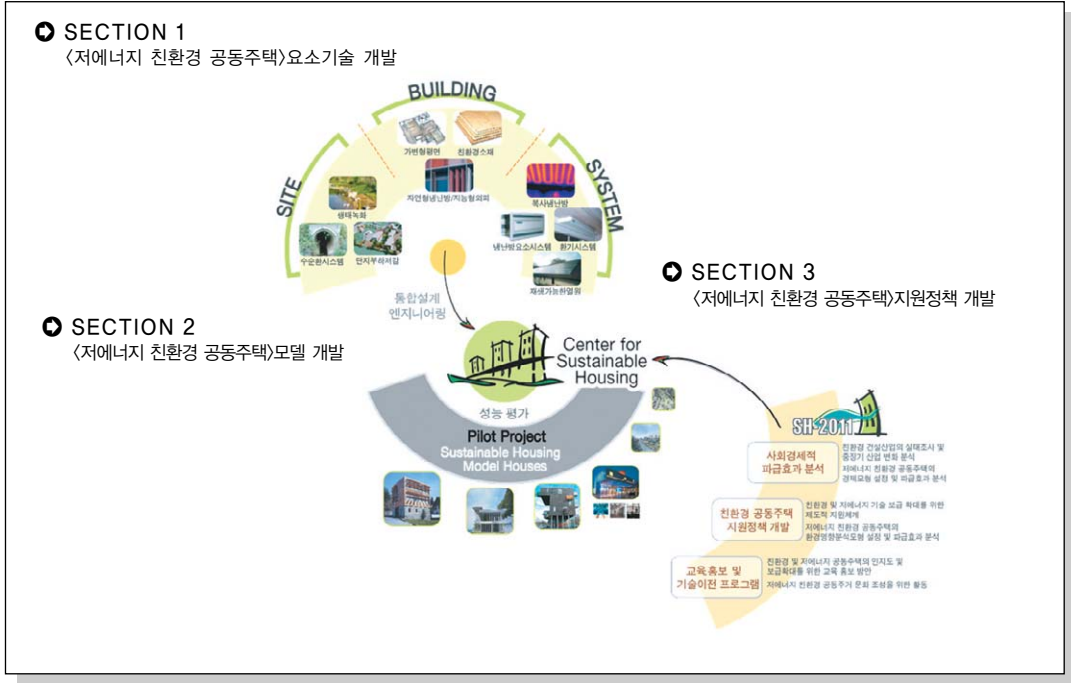 SECTION 1
〈저에너지 친환경 공동주택〉요소기술 개발
BUILDING
가변형평면
친환경소재
자연형냉난방/지능형외피
SITE
생태녹화
우순환시스템
단지부하저감
SYSTEM
복사냉난방
냉난방요소시스템
환기시스템
재생가능한열원
통합설계
엔지니어링
SECTION 2
〈저에너지 친환경 공동주택〉모델 개발
Center for
Sustainable
Housing
성능 평가
Pilot Project
Sustainable Housing
Model Houses
SECTION 3
〈저에너지 친환경 공동주택〉지원정책 개발
SH-2011
사회경제적
파급효과 분석
친환경 건설산업의 실태조사 및
중장기 산업 변화 분석
저에너지 친환경 공동주택의
경제모형 설정 및 파급효과 분석
친환경 공동주택
지원정책 개발
친환경 및 저에너지 기술 보급 확대를 위한
제도적 지원체계
저에너지 친환경 공동주택의
환경영향분석모형 설정 및 파급효과 분석
교육홍보 및
기술이전 프로그램
친환경 및 저에너지 공동주택의 인지도 및
보급확대를 위한 교육 홍보 방안
저에너지 친환경 공동주거 문화 조성을 위한 활동